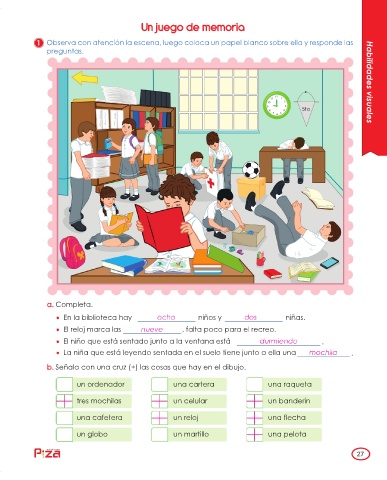 Un juego de memoria
1 Observa con atención la escena, luego coloca un papel blanco sobre ella y responde las
preguntas.
Habilidades visuales
5to
a. Completa.
• En la biblioteca hay ocho niños y dos niñas.
• El reloj marca las nueve, falta poco para el recreo.
• El niño que está sentado junto a la ventana está durmiendo.
• La niña que está leyendo sentada en el suelo tiene junto a ella una mochila.
b. Señala con una cruz (+) las cosas que hay en el dibujo.
un ordenador una cartera una raqueta
+ tres mochilas + un celular + un banderín
una cafetera + un reloj + una flecha
un globo un martillo + una pelota
Pizza
27